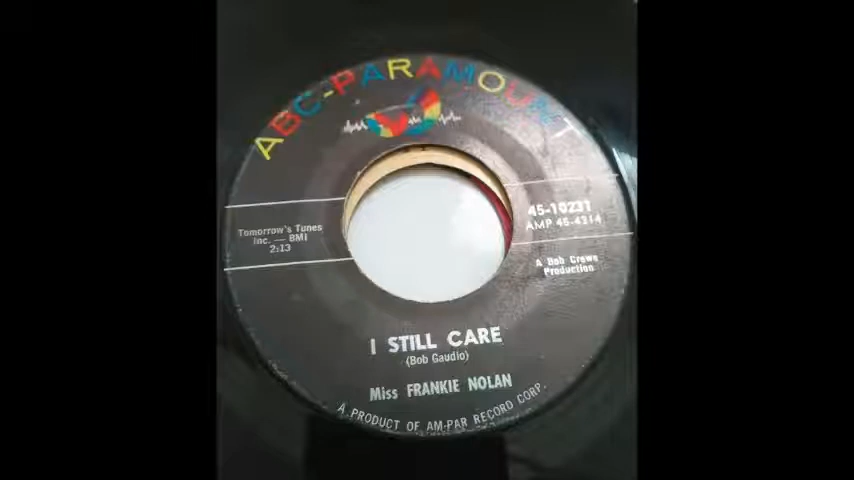 ABC-PARAMOUNT
Tomorrow's Tunes
Inc. — BMI
2:13
45-10231
AMP 45-4214
A Bob Crewe
Production
I STILL CARE
(Bob Gaudio)
Miss FRANKIE NOLAN
A PRODUCT OF AM-PAR RECORD CORP.